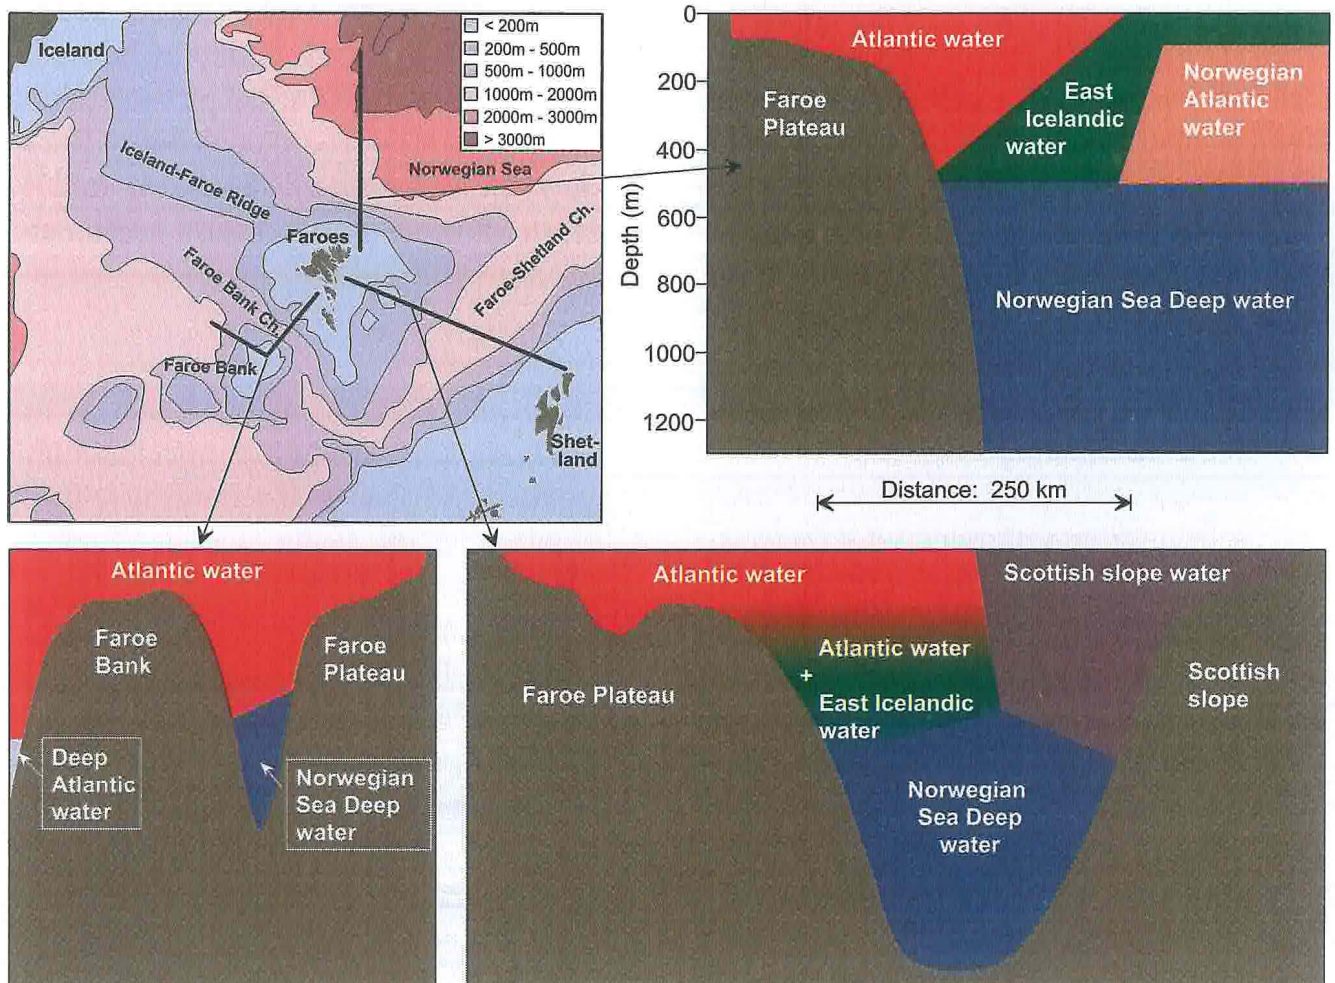 Iceland
< 200m
200m - 500m
500m - 1000m
1000m - 2000m
2000m - 3000m
> 3000m
Iceland-Faroe Ridge
Norwegian Sea
Faroes
Faroe-Shetland Ch.
Faroe Bank Ch.
Faroe Bank
Shet-
land
0
200
400
600
800
1000
1200
Depth (m)
Atlantic water
Faroe
Plateau
East
Icelandic
water
Norwegian
Atlantic
water
Norwegian Sea Deep water
Distance: 250 km
Atlantic water
Faroe
Bank
Faroe
Plateau
Deep
Atlantic
water
Norwegian
Sea Deep
water
Atlantic water
Scottish slope water
Atlantic water
+
East Icelandic
water
Faroe Plateau
Scottish
slope
Norwegian
Sea Deep
water